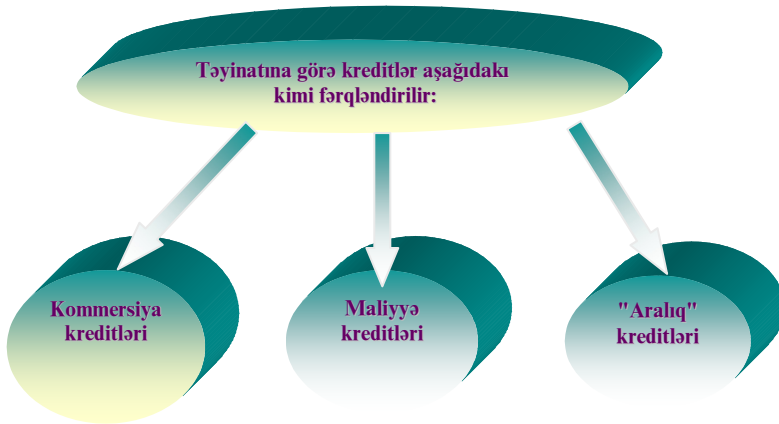 Təyinatına görə kreditlər aşağıdakı
kimi fərqləndirilir:
Kommersiya
kreditləri
Maliyyə
kreditləri
"Aralıq"
kreditləri